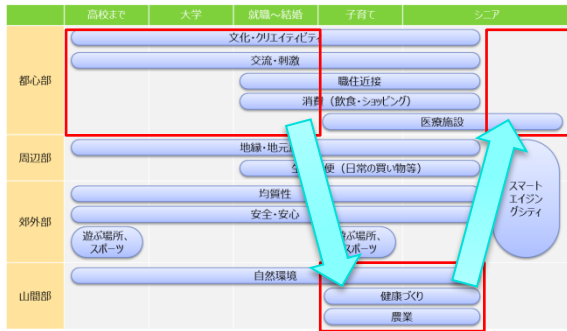 高校まで 大学 就職～結婚 子育て シニア
文化・クリエイティビティ
交流・刺激
都心部
職住近接
消費（飲食・ショッピング）
医療施設
周辺部
地縁・地元
便（日常の買い物等）
均質性
郊外部
安全・安心
遊ぶ場所、
スポーツ
遊ぶ場所、
スポーツ
スマート
エイジン
グシティ
自然環境
山間部
健康づくり
農業